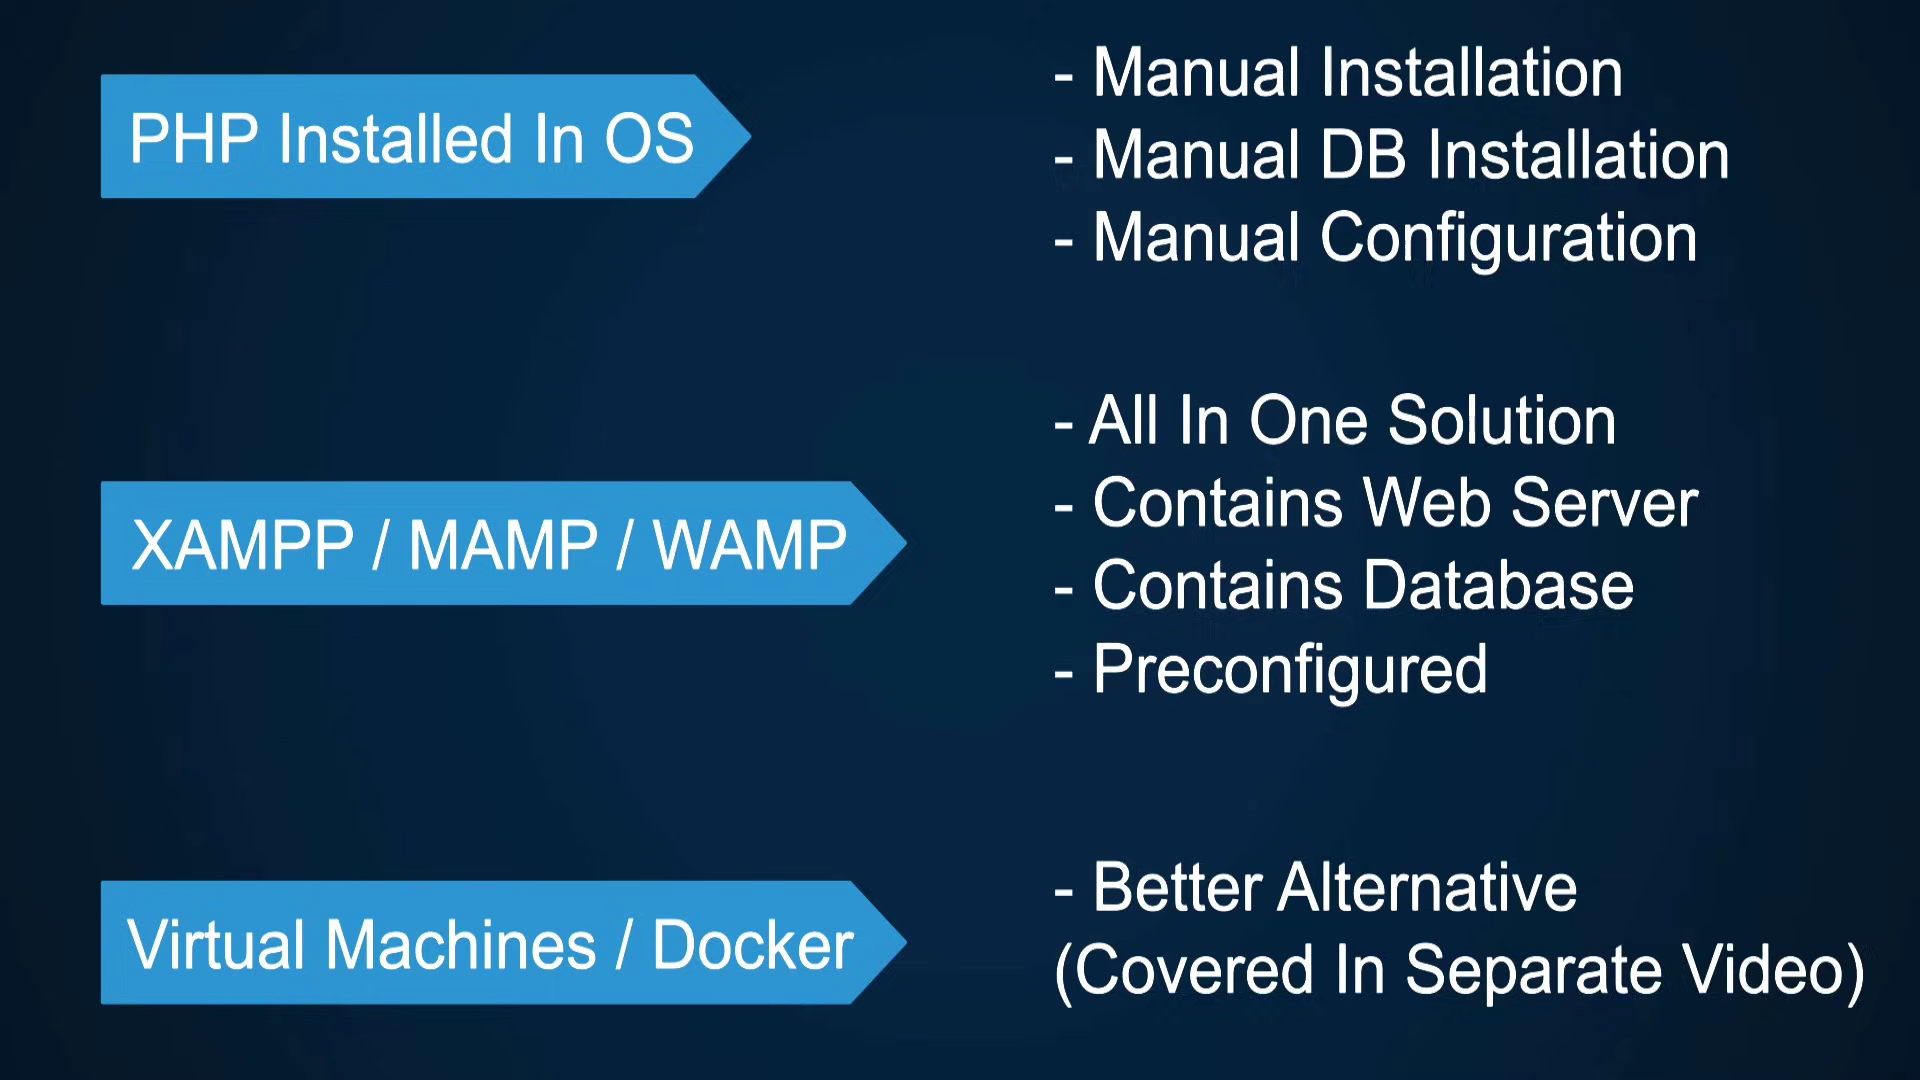 PHP Installed In OS
- Manual Installation
- Manual DB Installation
- Manual Configuration
XAMPP / MAMP / WAMP
- All In One Solution
- Contains Web Server
- Contains Database
- Preconfigured
Virtual Machines / Docker
- Better Alternative
(Covered In Separate Video)